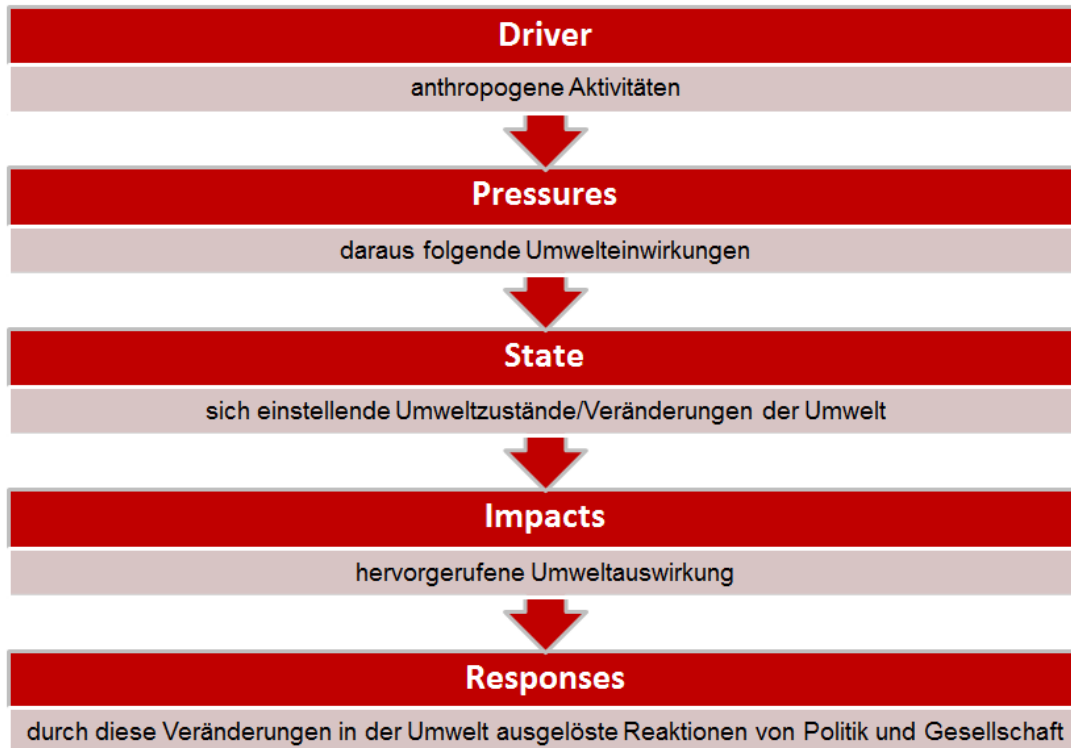 Driver
anthropogene Aktivitäten
Pressures
daraus folgende Umwelteinwirkungen
State
sich einstellende Umweltzustände/Veränderungen der Umwelt
Impacts
hervorgerufene Umweltauswirkung
Responses
durch diese Veränderungen in der Umwelt ausgelöste Reaktionen von Politik und Gesellschaft